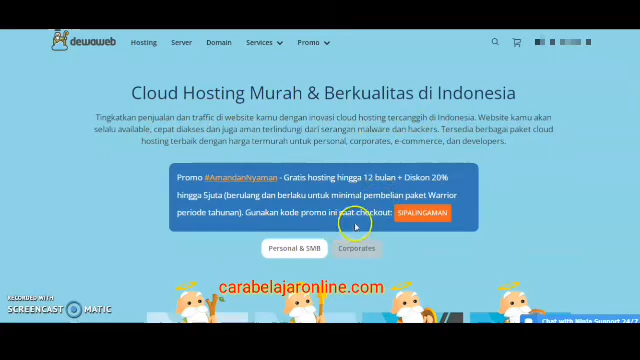 dewaweb Hosting Server Domain Services Promo
Cloud Hosting Murah & Berkualitas di Indonesia
Tingkatkan penjualan dan traffic di website kamu dengan inovasi cloud hosting tercanggih di Indonesia. Website kamu akan
selalu available, cepat diakses dan juga aman terlindungi dari serangan malware dan hackers. Tersedia berbagai paket cloud
hosting terbaik dengan harga termurah untuk personal, corporates, e-commerce, dan developers.
Promo #AmandanNyaman - Gratis hosting hingga 12 bulan + Diskon 20%
hingga 5juta (berulang dan berlaku untuk minimal pembelian paket Warrior
periode tahunan). Gunakan kode promo ini saat checkout: SIPALINGAMAN
Personal & SMB Corporates
carabelajaronline.com
RECORDED WITH
SCREENCAST MATIC
Chat with Ninja Support 24/7